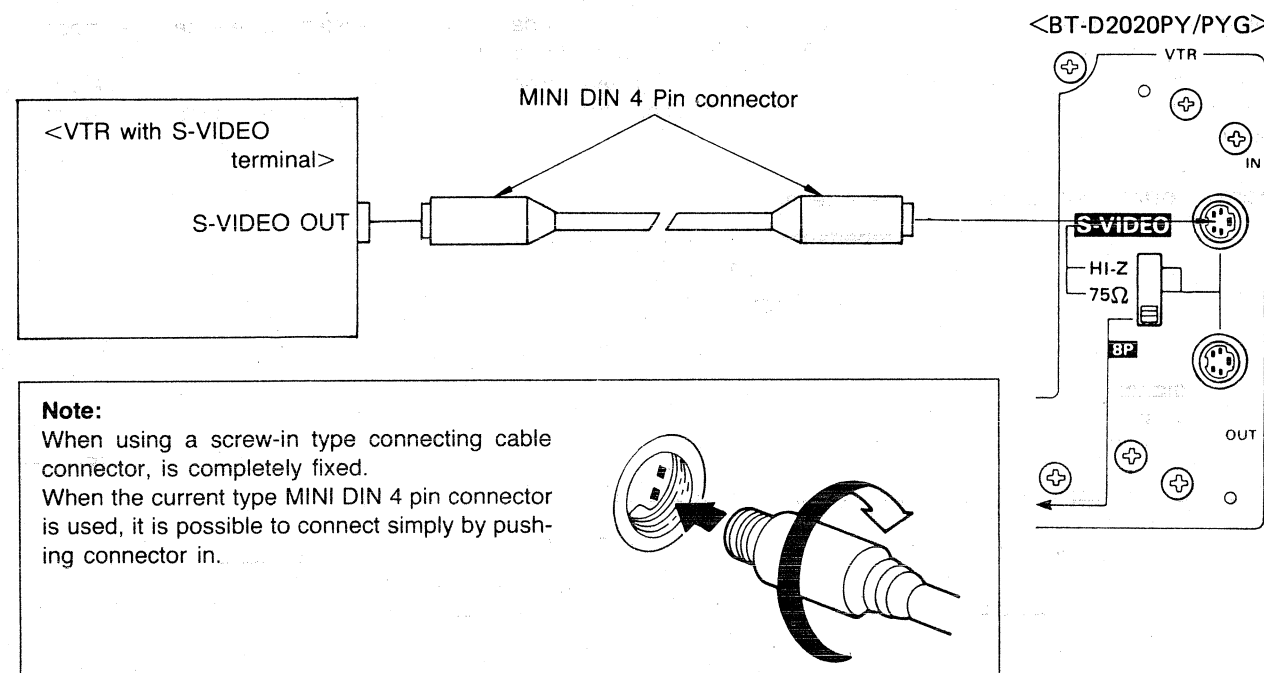 <BT-D2020PY/PYG>
VTR
MINI DIN 4 Pin connector
<VTR with S-VIDEO
terminal>
IN
S-VIDEO OUT
S-VIDEO
HI-Z
75Ω
8P
OUT
Note:
When using a screw-in type connecting cable
connector, is completely fixed.
When the current type MINI DIN 4 pin connector
is used, it is possible to connect simply by push-
ing connector in.